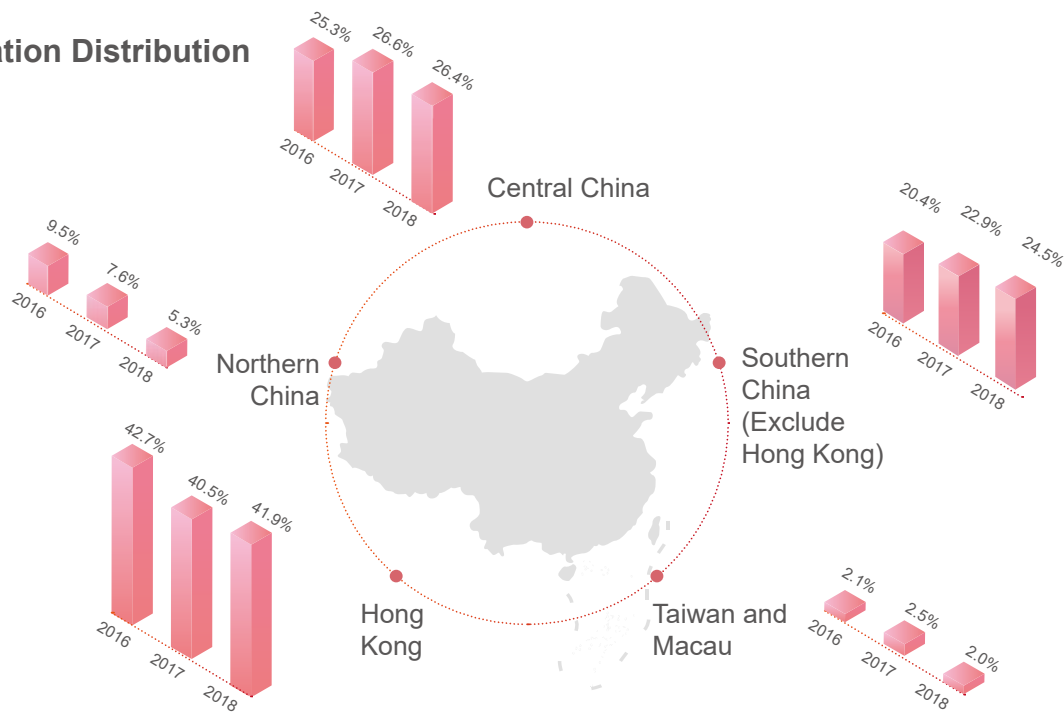 ation Distribution
25.3%
26.6%
26.4%
2016
2017
2018
Central China
20.4%
22.9%
24.5%
2016
2017
2018
9.5%
7.6%
5.3%
2016
2017
2018
Northern
China
Southern
China
(Exclude
Hong Kong)
42.7%
40.5%
41.9%
2016
2017
2018
Hong
Kong
Taiwan and
Macau
2.1%
2.5%
2.0%
2016
2017
2018